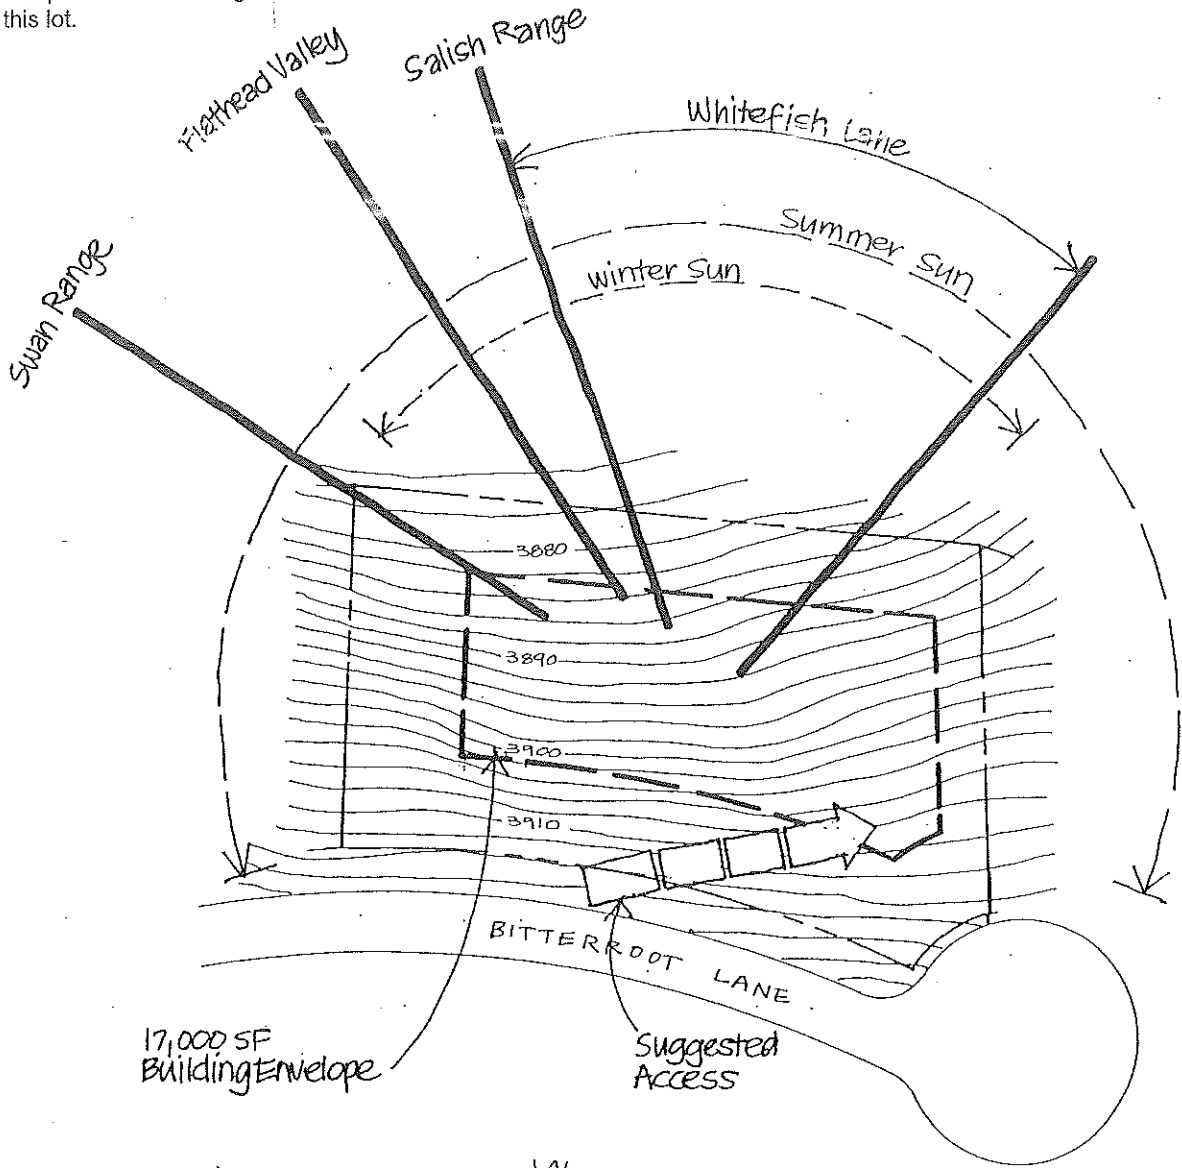 this lot.
Flathead Valley
Salish Range
Whitefish Lane
Summer Sun
winter Sun
Swan Range
3880
3890
3900
3910
BITTERROOT LANE
17,000 SF
Building Envelope
Suggested
Access